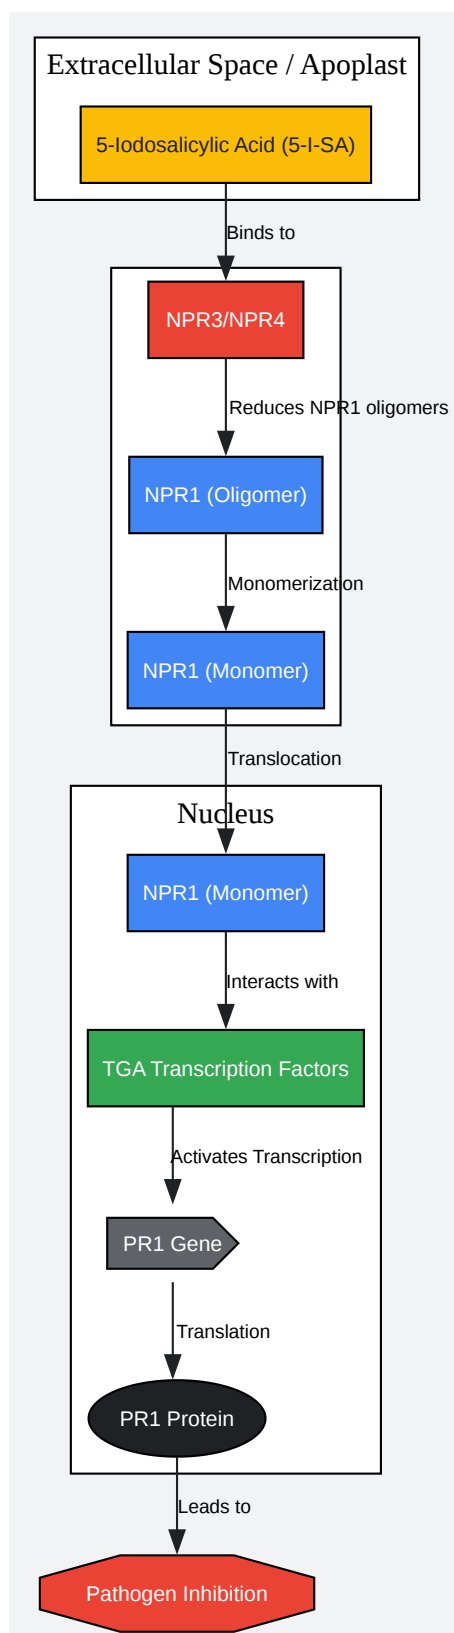 Extracellular Space / Apoplast
5-Iodosalicylic Acid (5-I-SA)
Binds to
NPR3/NPR4
Reduces NPR1 oligomers
NPR1 (Oligomer)
Monomerization
NPR1 (Monomer)
Translocation
Nucleus
NPR1 (Monomer)
Interacts with
TGA Transcription Factors
Activates Transcription
PR1 Gene
Translation
PR1 Protein
Leads to
Pathogen Inhibition